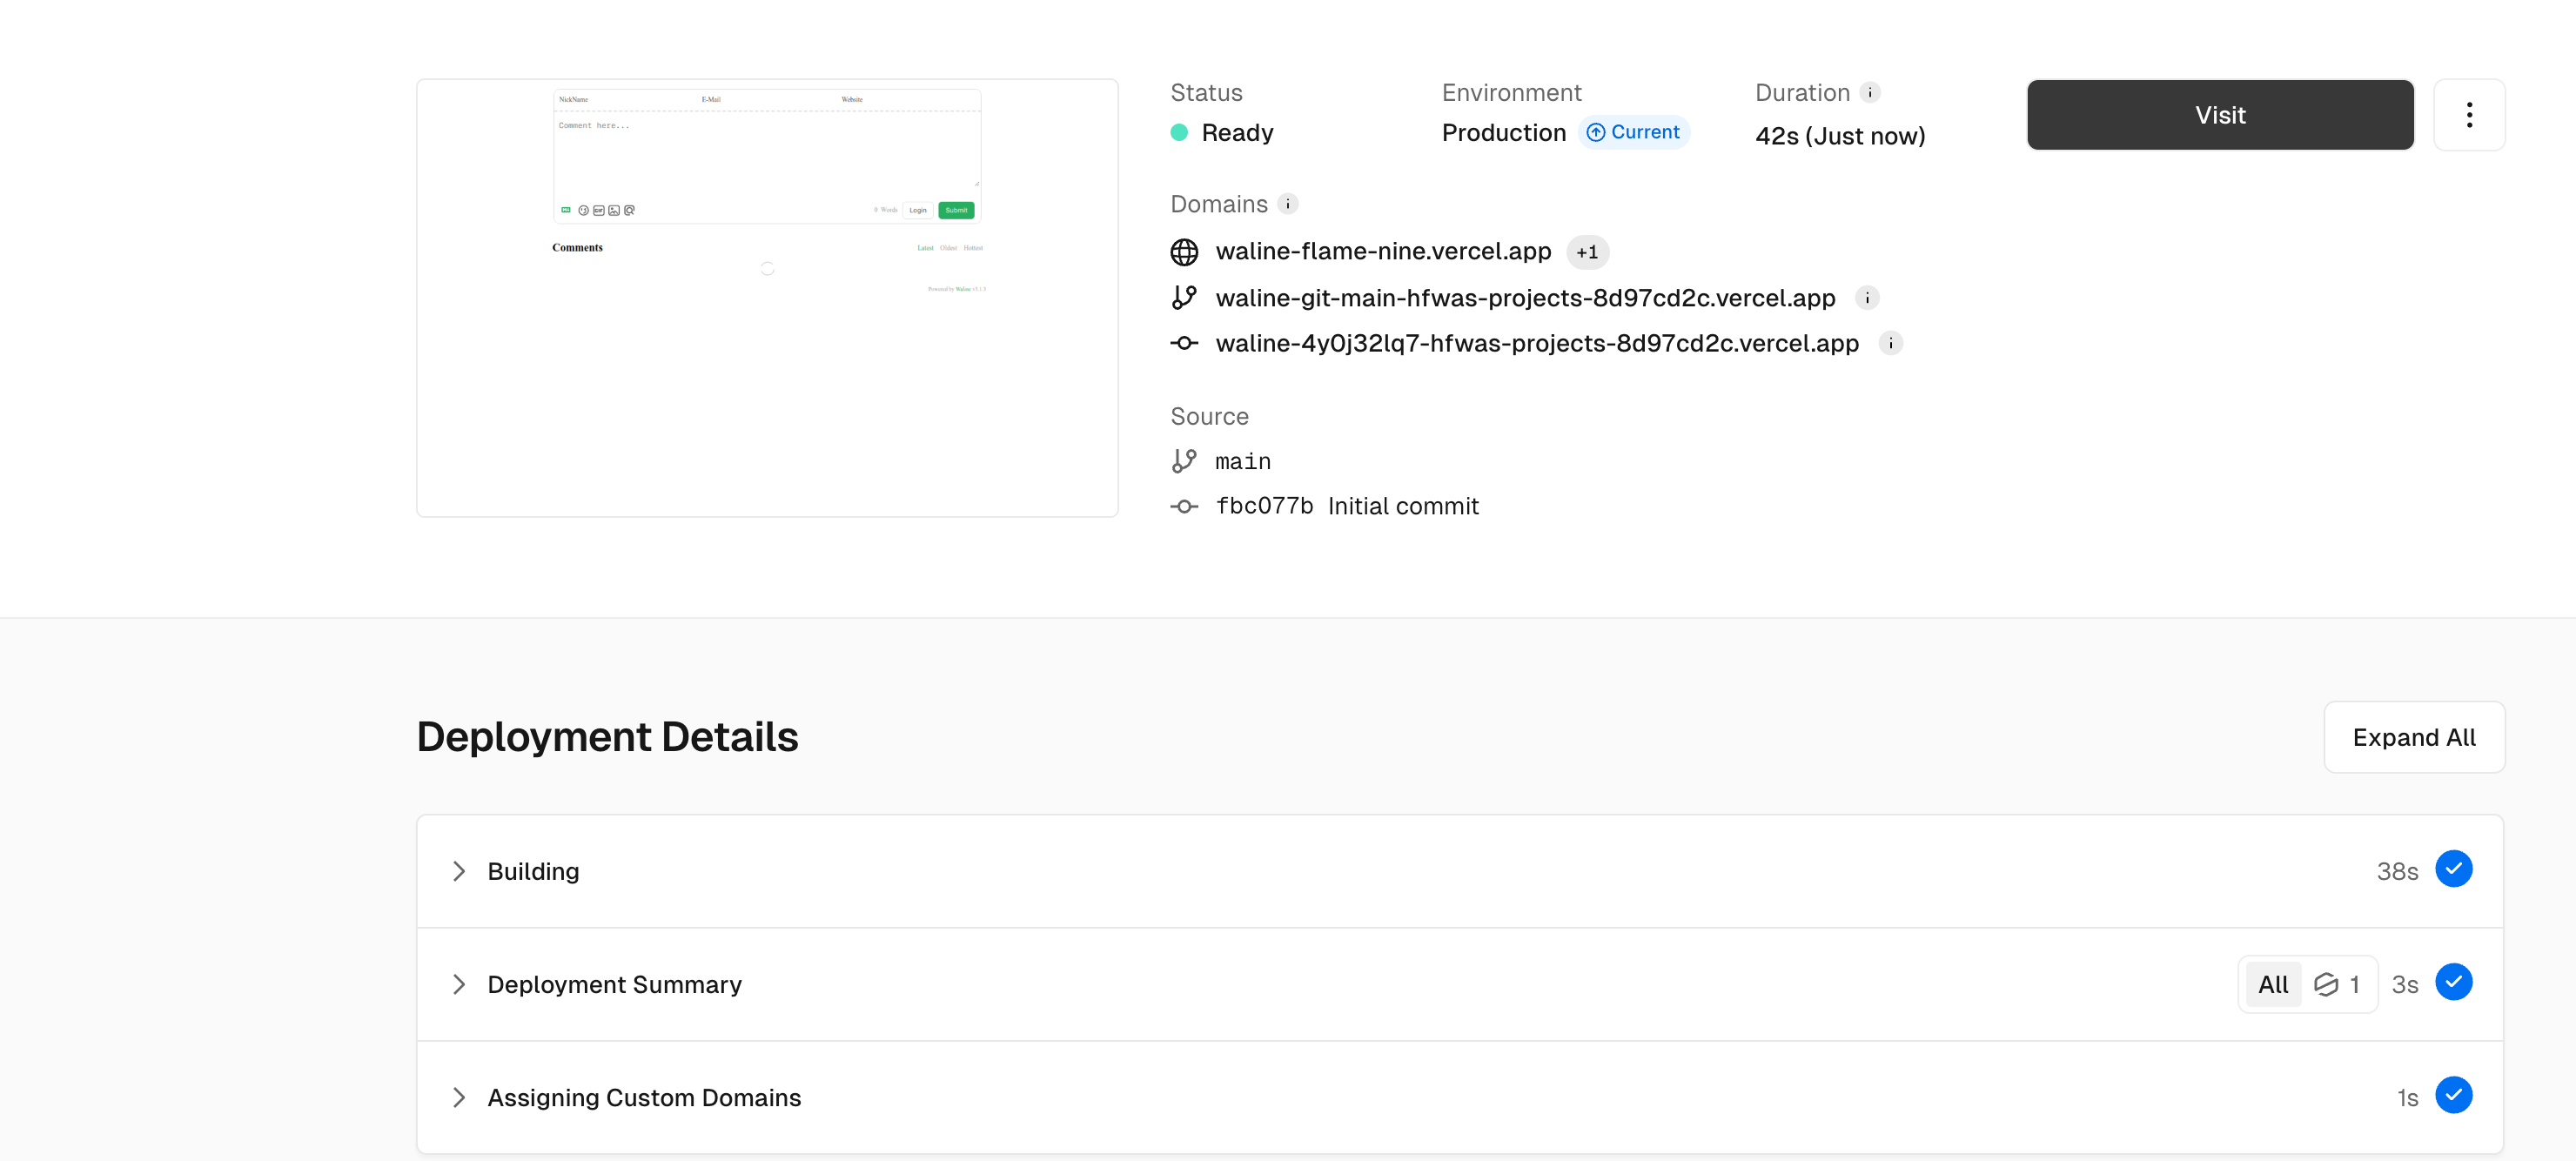 NickName E-Mail Website
Comment here...
0 Words Login Submit
Comments Latest Oldest Hottest
Powered by Waline v3.1.3
Status Environment Duration
Ready Production Current 42s (Just now) Visit
Domains
waline-flame-nine.vercel.app +1
waline-git-main-hfwas-projects-8d97cd2c.vercel.app
waline-4y0j32lq7-hfwas-projects-8d97cd2c.vercel.app
Source
main
fbc077b Initial commit
Deployment Details Expand All
Building 38s
Deployment Summary All 1 3s
Assigning Custom Domains 1s